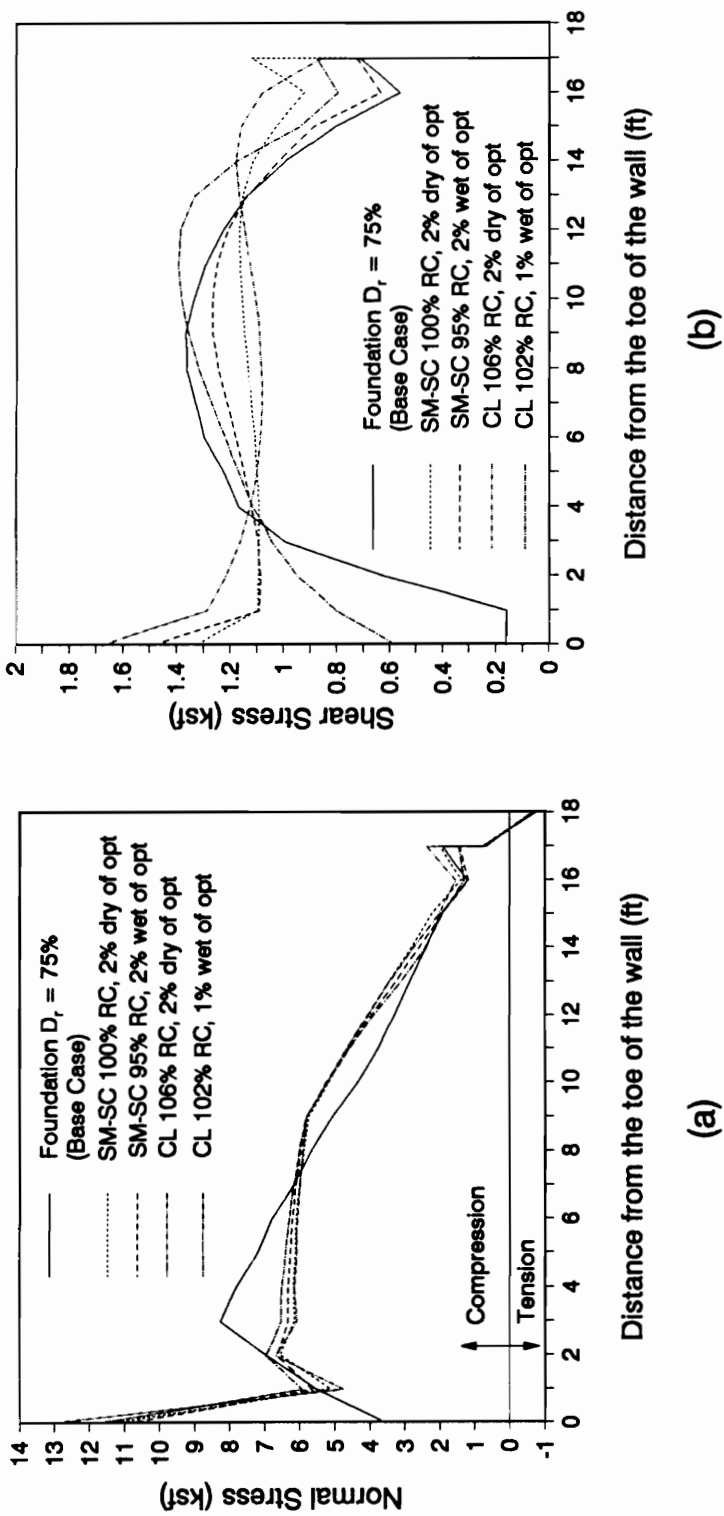 14
13
12
11
10
9
8
7
6
5
4
3
2
1
0
-1
Normal Stress (ksf)
Foundation Dr = 75%
(Base Case)
SM-SC 100% RC, 2% dry of opt
SM-SC 95% RC, 2% wet of opt
CL 106% RC, 2% dry of opt
CL 102% RC, 1% wet of opt
Compression
Tension
0 2 4 6 8 10 12 14 16 18
Distance from the toe of the wall (ft)
(a)
2
1.8
1.6
1.4
1.2
1
0.8
0.6
0.4
0.2
0
Shear Stress (ksf)
Foundation Dr = 75%
(Base Case)
SM-SC 100% RC, 2% dry of opt
SM-SC 95% RC, 2% wet of opt
CL 106% RC, 2% dry of opt
CL 102% RC, 1% wet of opt
0 2 4 6 8 10 12 14 16 18
Distance from the toe of the wall (ft)
(b)